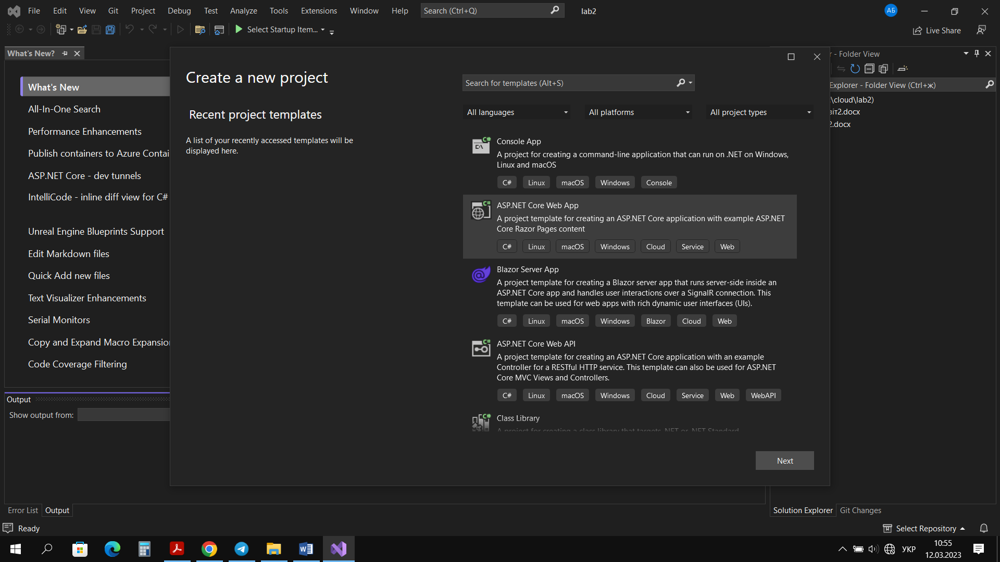 File Edit View Git Project Debug Test Analyze Tools Extensions Window Help Search (Ctrl+Q) lab2 АБ
Select Startup Item... Live Share
What's New?
What's New
All-In-One Search
Performance Enhancements
Publish containers to Azure Contai
ASP.NET Core - dev tunnels
IntelliCode - inline diff view for C#
Unreal Engine Blueprints Support
Edit Markdown files
Quick Add new files
Text Visualizer Enhancements
Serial Monitors
Copy and Expand Macro Expansion
Code Coverage Filtering
Output
Show output from:
Error List Output
Ready
Create a new project
Recent project templates
A list of your recently accessed templates will be
displayed here.
Search for templates (Alt+S)
All languages All platforms All project types
C#
Console App
A project for creating a command-line application that can run on .NET on Windows,
Linux and macOS
C# Linux macOS Windows Console
C#
ASP.NET Core Web App
A project template for creating an ASP.NET Core application with example ASP.NET
Core Razor Pages content
C# Linux macOS Windows Cloud Service Web
Blazor Server App
A project template for creating a Blazor server app that runs server-side inside an
ASP.NET Core app and handles user interactions over a SignalR connection. This
template can be used for web apps with rich dynamic user interfaces (UIs).
C# Linux macOS Windows Blazor Cloud Web
C#
ASP.NET Core Web API
A project template for creating an ASP.NET Core application with an example
Controller for a RESTful HTTP service. This template can also be used for ASP.NET
Core MVC Views and Controllers.
C# Linux macOS Windows Cloud Service Web WebAPI
C#
Class Library
A project for creating a class library that targets .NET or .NET Standard
Next
r - Folder View
Explorer - Folder View (Ctrl+ж)
\cloud\lab2)
віт2.docx
2.docx
Solution Explorer Git Changes
Select Repository
УКР
10:55
12.03.2023